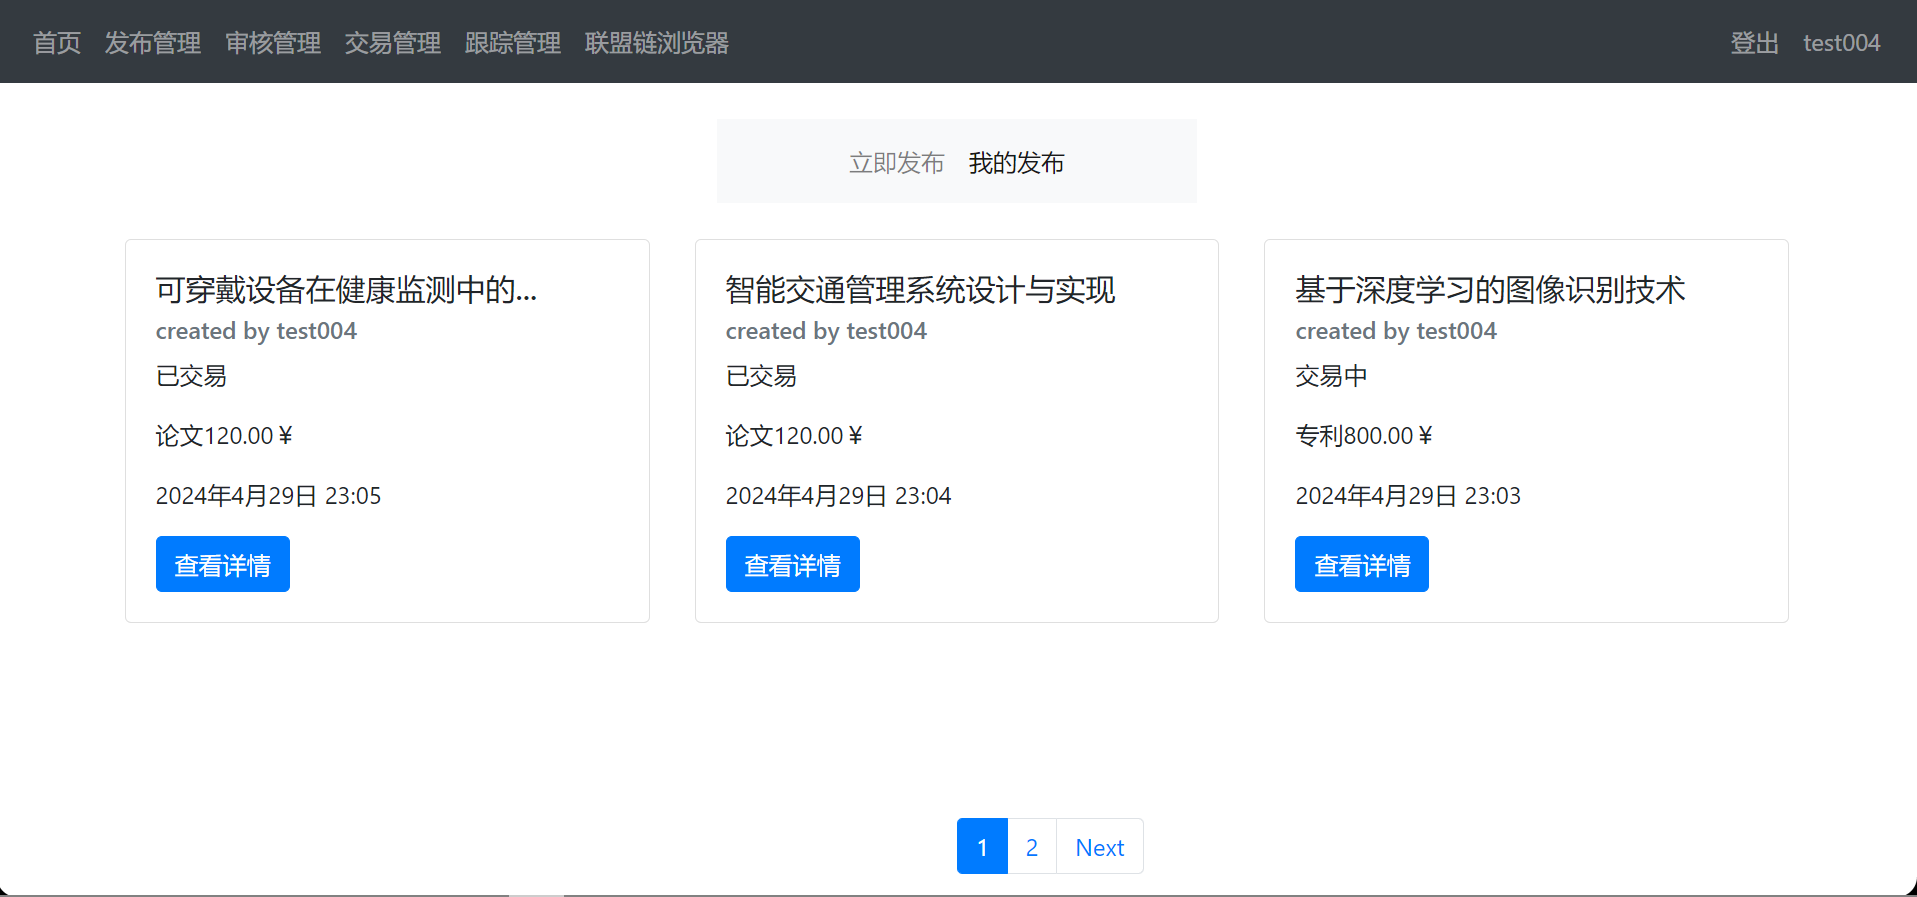 首页 发布管理 审核管理 交易管理 跟踪管理 联盟链浏览器 登出 test004
立即发布 我的发布
可穿戴设备在健康监测中的...
created by test004
已交易
论文120.00￥
2024年4月29日 23:05
查看详情
智能交通管理系统设计与实现
created by test004
已交易
论文120.00￥
2024年4月29日 23:04
查看详情
基于深度学习的图像识别技术
created by test004
交易中
专利800.00￥
2024年4月29日 23:03
查看详情
1 2 Next